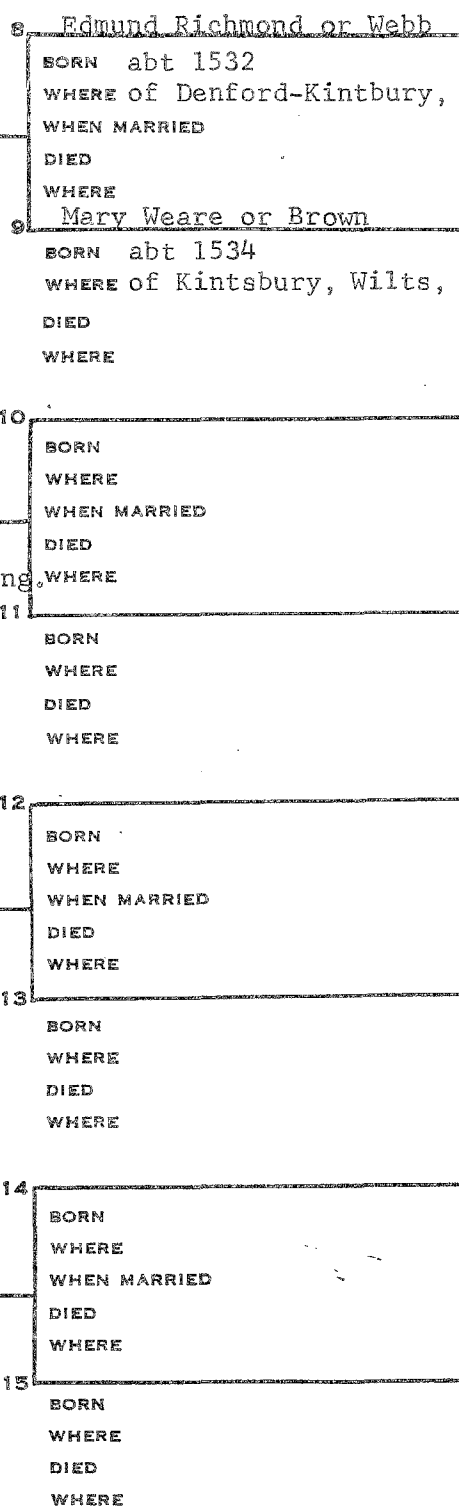 8 Edmund Richmond or Webb
BORN abt 1532
WHERE of Denford-Kintbury,
WHEN MARRIED
DIED
WHERE
9 Mary Weare or Brown
BORN abt 1534
WHERE of Kintsbury, Wilts,
DIED
WHERE
10
BORN
WHERE
WHEN MARRIED
DIED
ng. WHERE
11
BORN
WHERE
DIED
WHERE
12
BORN
WHERE
WHEN MARRIED
DIED
WHERE
13
BORN
WHERE
DIED
WHERE
14
BORN
WHERE
WHEN MARRIED
DIED
WHERE
15
BORN
WHERE
DIED
WHERE